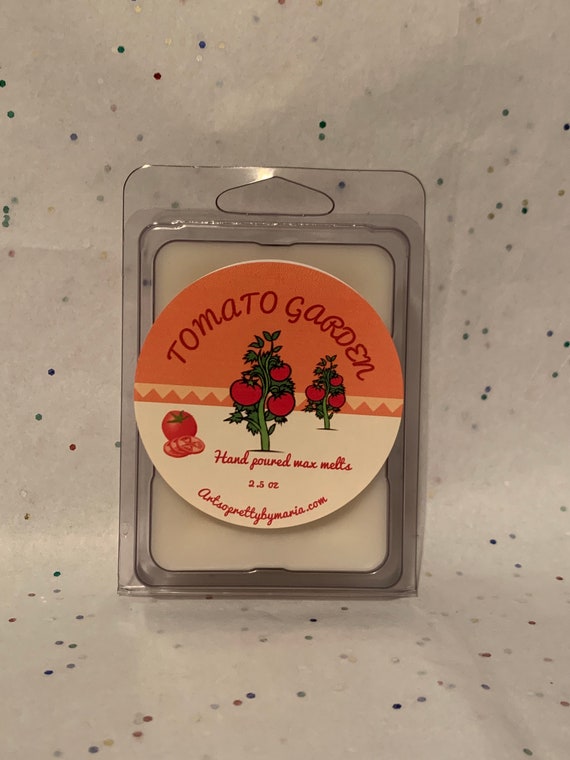 TOMATO GARDEN
Hand poured wax melts
2.5 oz
Artsoprettybymaria.com